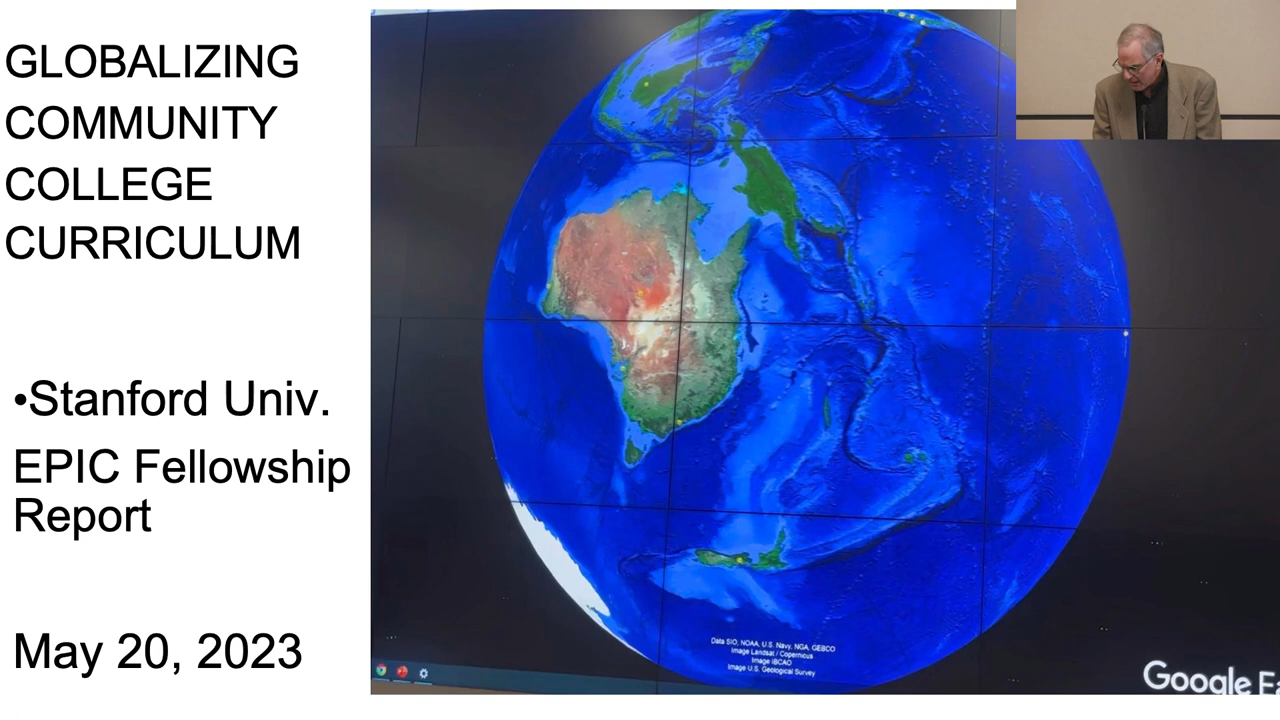 GLOBALIZING
COMMUNITY
COLLEGE
CURRICULUM
•Stanford Univ.
EPIC Fellowship
Report
May 20, 2023
Data SIO, NOAA, U.S. Navy, NGA, GEBCO
Image Landsat / Copernicus
Image IBCAO
Image U.S. Geological Survey
Google